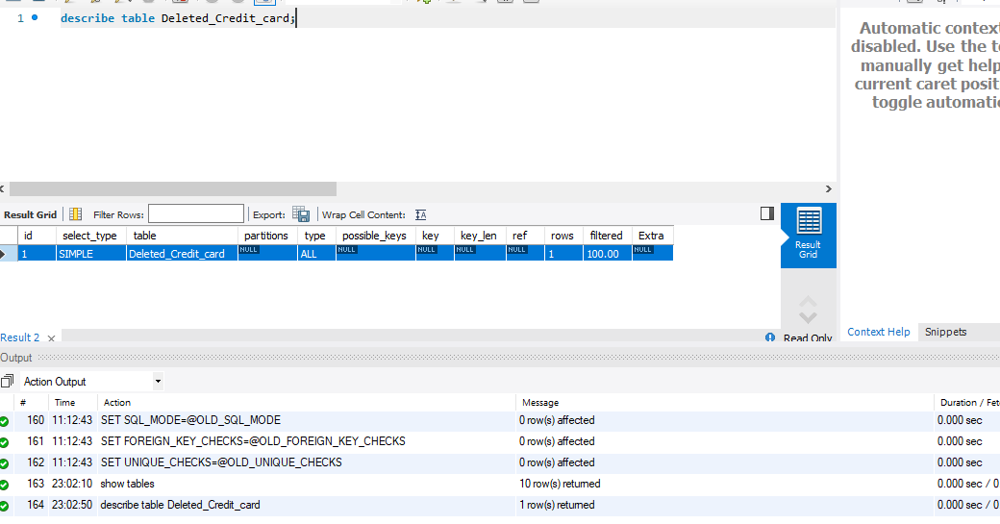 1 describe table Deleted_Credit_card;
Automatic context
disabled. Use the to
manually get help
current caret posit
toggle automatic
Result Grid Filter Rows: Export: Wrap Cell Content:
id select_type table partitions type possible_keys key key_len ref rows filtered Extra
1 SIMPLE Deleted_Credit_card NULL ALL NULL NULL NULL NULL 1 100.00 NULL
Result
Grid
Result 2 Read Only Context Help Snippets
Output
Action Output
# Time Action Message Duration / Fet
160 11:12:43 SET SQL_MODE=@OLD_SQL_MODE 0 row(s) affected 0.000 sec
161 11:12:43 SET FOREIGN_KEY_CHECKS=@OLD_FOREIGN_KEY_CHECKS 0 row(s) affected 0.000 sec
162 11:12:43 SET UNIQUE_CHECKS=@OLD_UNIQUE_CHECKS 0 row(s) affected 0.000 sec
163 23:02:10 show tables 10 row(s) returned 0.000 sec / 0
164 23:02:50 describe table Deleted_Credit_card 1 row(s) returned 0.000 sec / 0